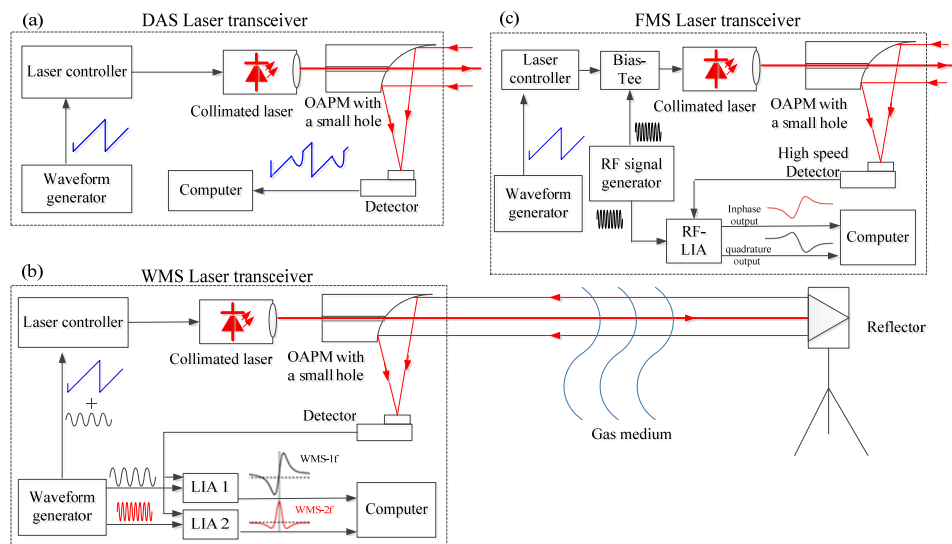 (a)
DAS Laser transceiver
Laser controller
Collimated laser
OAPM with
a small hole
Waveform
generator
Computer
Detector
(c)
FMS Laser transceiver
Laser
controller
Bias-
Tee
Collimated laser
OAPM with
a small hole
High speed
Detector
Waveform
generator
RF signal
generator
RF-
LIA
Inphase
output
quadrature
output
Computer
(b)
WMS Laser transceiver
Laser controller
Collimated laser
OAPM with
a small hole
+
Detector
Waveform
generator
LIA 1
LIA 2
WMS-1f
WMS-2f
Computer
Gas medium
Reflector